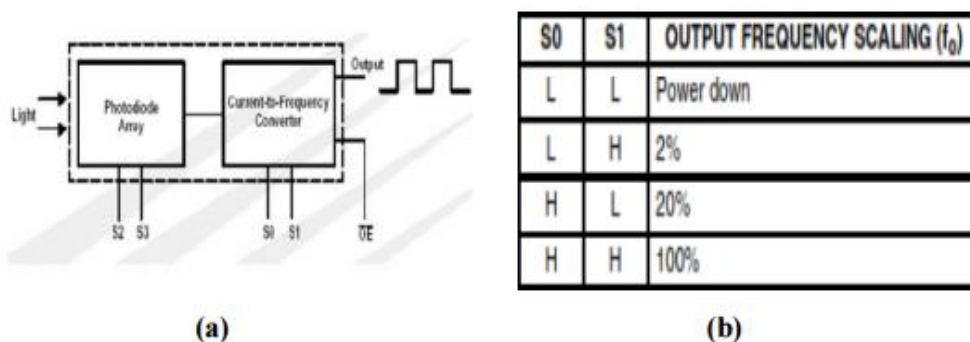 Light
Photodiode
Array
Current-to-Frequency
Converter
Output
S2
S3
S0
S1
OE
(a)
S0 S1 OUTPUT FREQUENCY SCALING (fo)
L L Power down
L H 2%
H L 20%
H H 100%
(b)